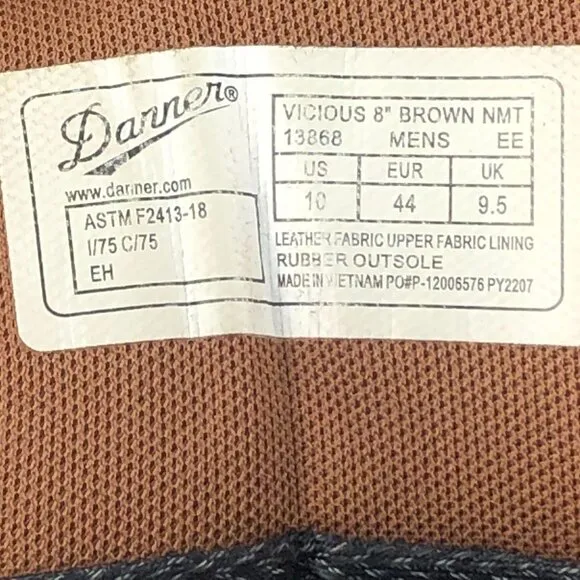 Danner®
www.danner.com
ASTM F2413-18
I/75 C/75
EH
VICIOUS 8" BROWN NMT
13868 MENS EE
US EUR UK
10 44 9.5
LEATHER FABRIC UPPER FABRIC LINING
RUBBER OUTSOLE
MADE IN VIETNAM PO#P-12006576 PY2207